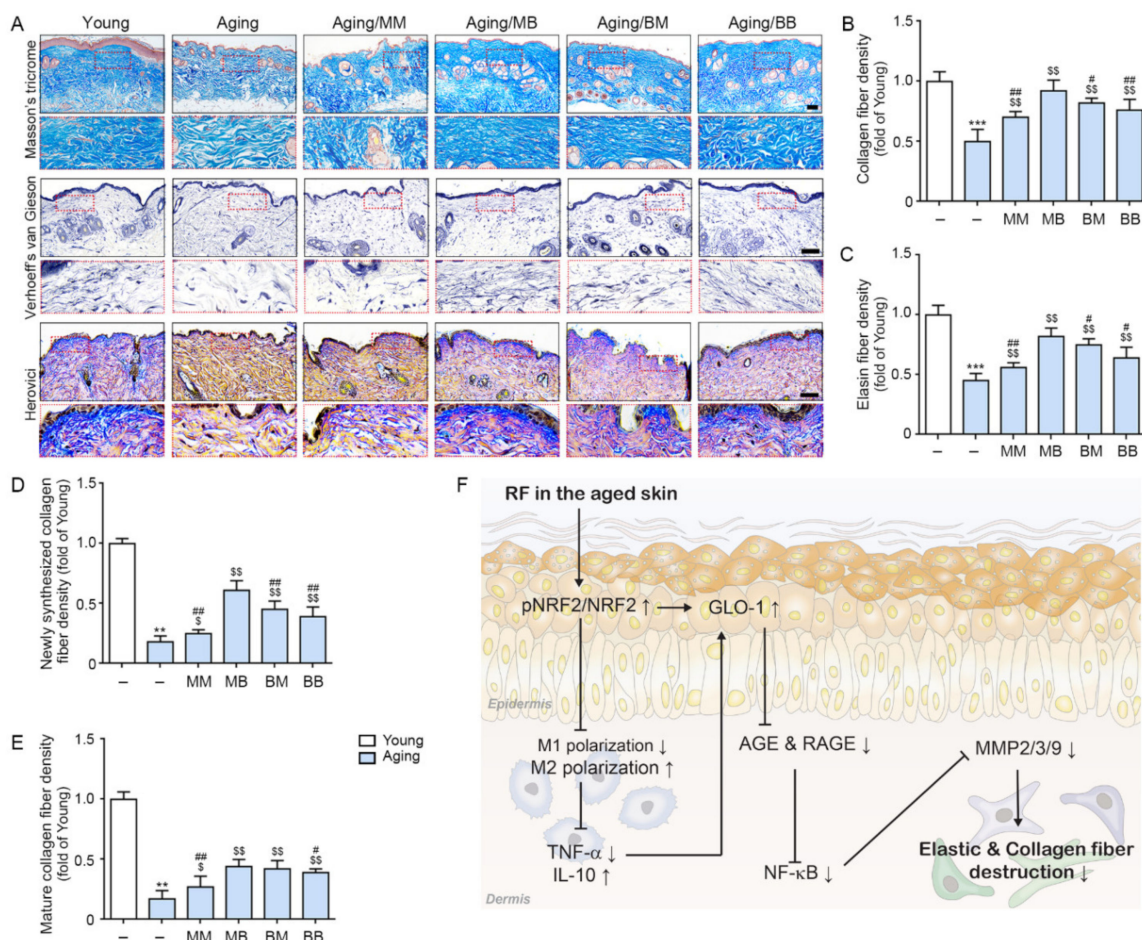 A
Young
Aging
Aging/MM
Aging/MB
Aging/BM
Aging/BB
Masson's tricrome
Verhoeff's van Gieson
Herovici
B
Collagen fiber density
(fold of Young)
1.5
1.0
0.5
0
***
##
$$
$$
#
$$
##
$$
–
–
MM
MB
BM
BB
C
Elasin fiber density
(fold of Young)
1.5
1.0
0.5
0
***
##
$$
$$
#
$$
#
$$
–
–
MM
MB
BM
BB
D
Newly synthesized collagen
fiber density (fold of Young)
1.5
1.0
0.5
0
**
##
$
$$
##
$$
##
$$
–
–
MM
MB
BM
BB
E
Mature collagen fiber density
(fold of Young)
1.5
1.0
0.5
0
**
##
$
$$
$$
#
$$
–
–
MM
MB
BM
BB
Young
Aging
F
RF in the aged skin
pNRF2/NRF2 ↑
GLO-1 ↑
Epidermis
M1 polarization ↓
M2 polarization ↑
AGE & RAGE ↓
MMP2/3/9 ↓
TNF-α ↓
IL-10 ↑
NF-κB ↓
Elastic & Collagen fiber
destruction ↓
Dermis